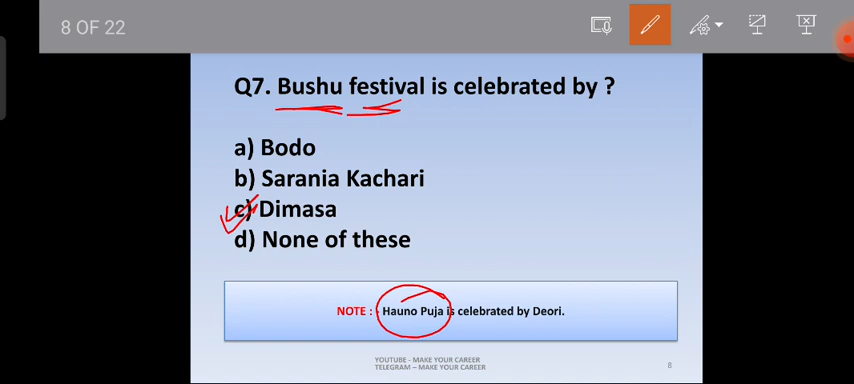 8 OF 22
Q7. Bushu festival is celebrated by ?
a) Bodo
b) Sarania Kachari
c) Dimasa
d) None of these
NOTE : - Hauno Puja is celebrated by Deori.
YOUTUBE - MAKE YOUR CAREER
TELEGRAM – MAKE YOUR CAREER
8